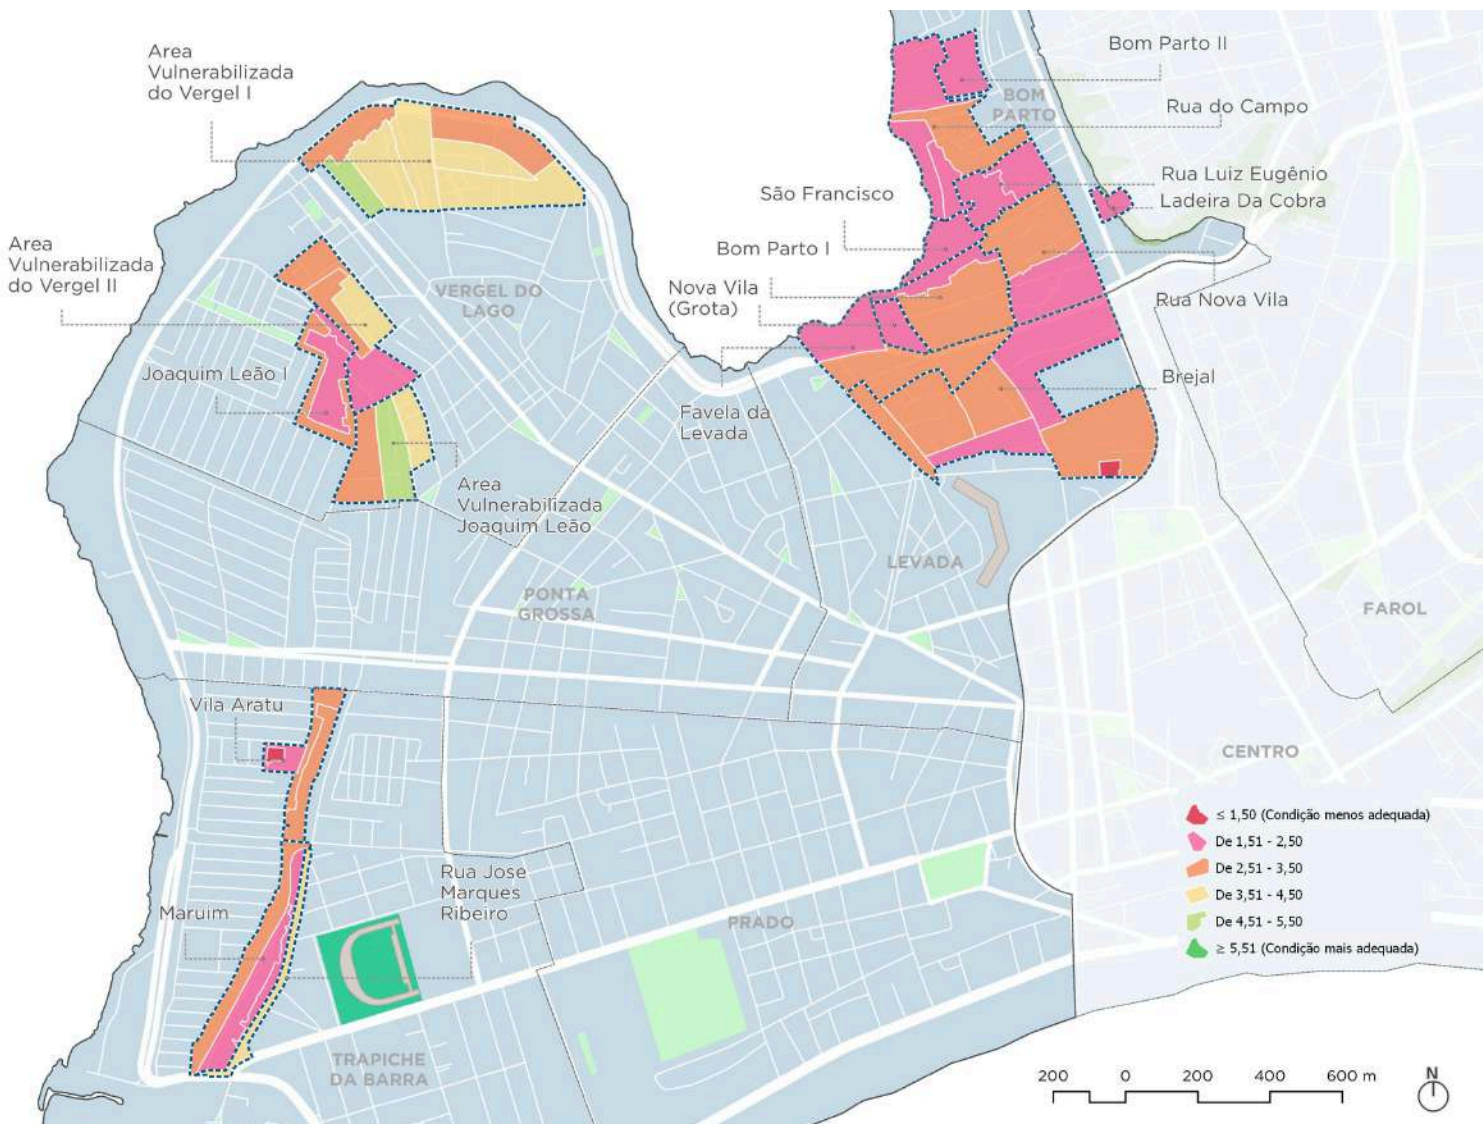 Area
Vulnerabilizada
do Vergel I
Bom Parto II
BOM
PARTO
Rua do Campo
Rua Luiz Eugênio
Ladeira Da Cobra
São Francisco
Bom Parto I
Nova Vila
(Grota)
Rua Nova Vila
Area
Vulnerabilizada
do Vergel II
VERGEL DO
LAGO
Joaquim Leão I
Brejal
Favela da
Levada
Area
Vulnerabilizada
Joaquim Leão
LEVADA
PONTA
GROSSA
FAROL
Vila Aratu
CENTRO
≤ 1,50 (Condição menos adequada)
De 1,51 - 2,50
De 2,51 - 3,50
De 3,51 - 4,50
De 4,51 - 5,50
≥ 5,51 (Condição mais adequada)
Rua José
Marques
Ribeiro
Maruim
PRADO
TRAPICHE
DA BARRA
200 0 200 400 600 m
N